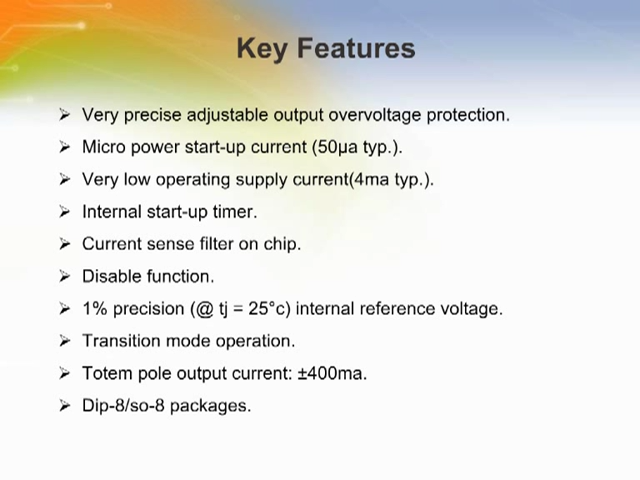 Key Features
➢ Very precise adjustable output overvoltage protection.
➢ Micro power start-up current (50µa typ.).
➢ Very low operating supply current(4ma typ.).
➢ Internal start-up timer.
➢ Current sense filter on chip.
➢ Disable function.
➢ 1% precision (@ tj = 25°c) internal reference voltage.
➢ Transition mode operation.
➢ Totem pole output current: ±400ma.
➢ Dip-8/so-8 packages.